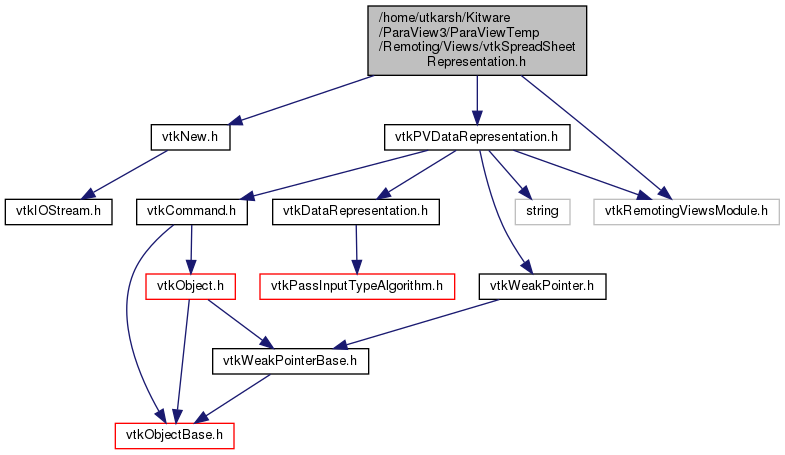 /home/utkarsh/Kitware
/ParaView3/ParaViewTemp
/Remoting/Views/vtkSpreadSheet
Representation.h
vtkNew.h
vtkPVDataRepresentation.h
vtkIOStream.h
vtkCommand.h
vtkDataRepresentation.h
string
vtkRemotingViewsModule.h
vtkObject.h
vtkPassInputTypeAlgorithm.h
vtkWeakPointer.h
vtkWeakPointerBase.h
vtkObjectBase.h